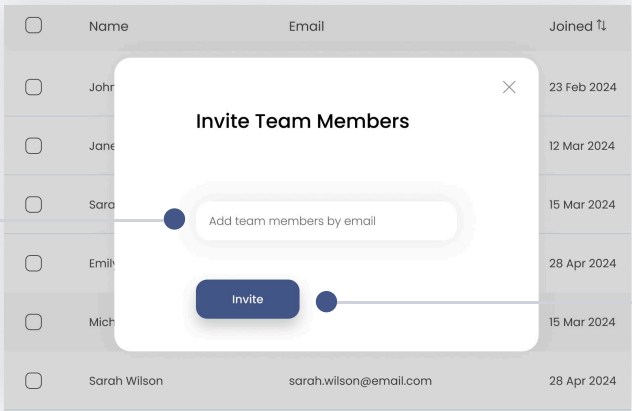 Name Email Joined
23 Feb 2024
Invite Team Members
12 Mar 2024
15 Mar 2024
Add team members by email
28 Apr 2024
Invite
15 Mar 2024
Sarah Wilson sarah.wilson@email.com 28 Apr 2024